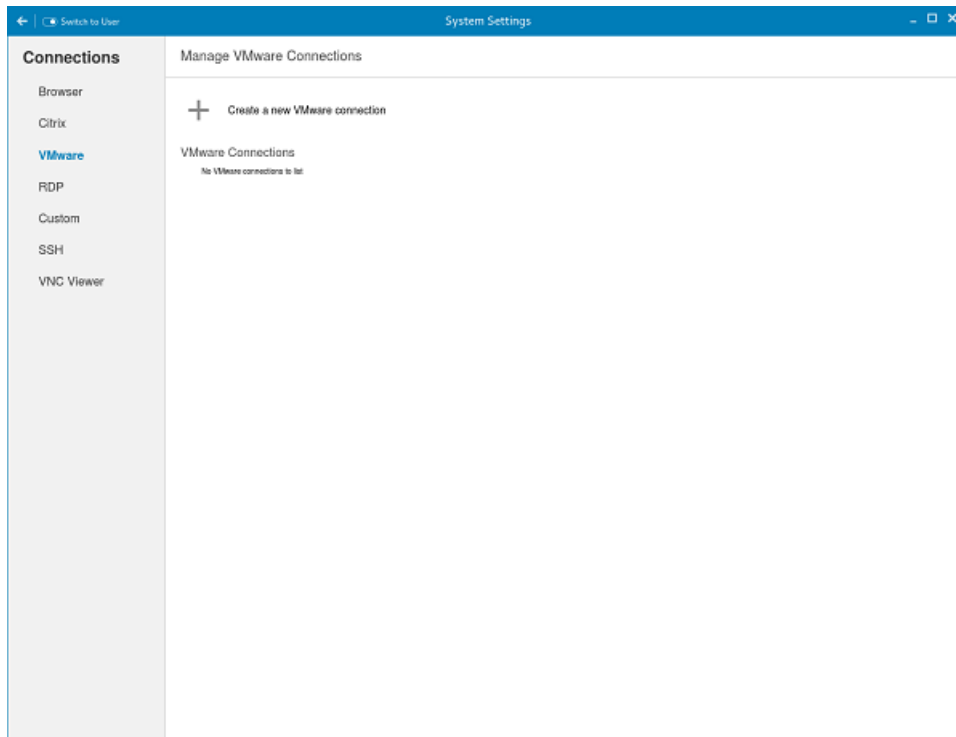 Switch to User
System Settings
Connections
Manage VMware Connections
Browser
Create a new VMware connection
Citrix
VMware
VMware Connections
No VMware connections to list
RDP
Custom
SSH
VNC Viewer